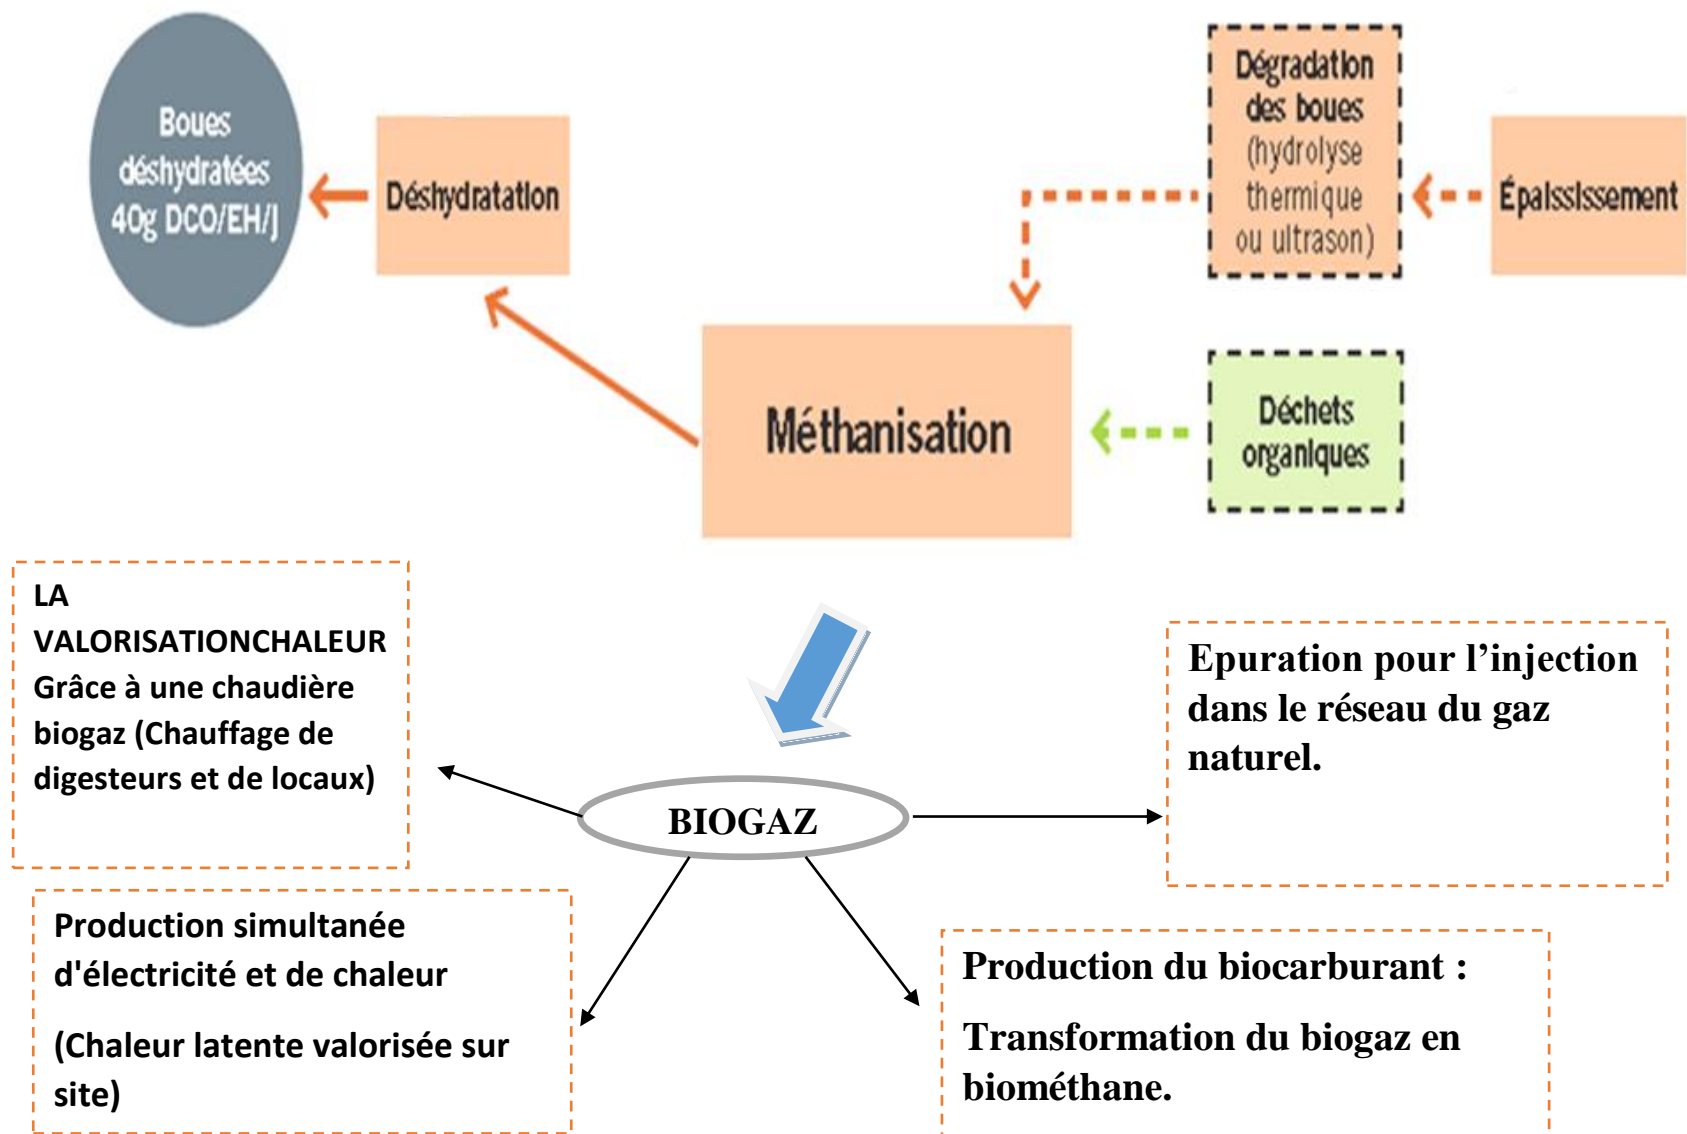 Boues
déshydratées
40g DCO/EH/J
Déshydratation
Dégradation
des boues
(hydrolyse
thermique
ou ultrason)
Épaississement
Méthanisation
Déchets
organiques
LA
VALORISATIONCHALEUR
Grâce à une chaudière
biogaz (Chauffage de
digesteurs et de locaux)
Epuration pour l’injection
dans le réseau du gaz
naturel.
BIOGAZ
Production simultanée
d'électricité et de chaleur
(Chaleur latente valorisée sur
site)
Production du biocarburant :
Transformation du biogaz en
biométhane.